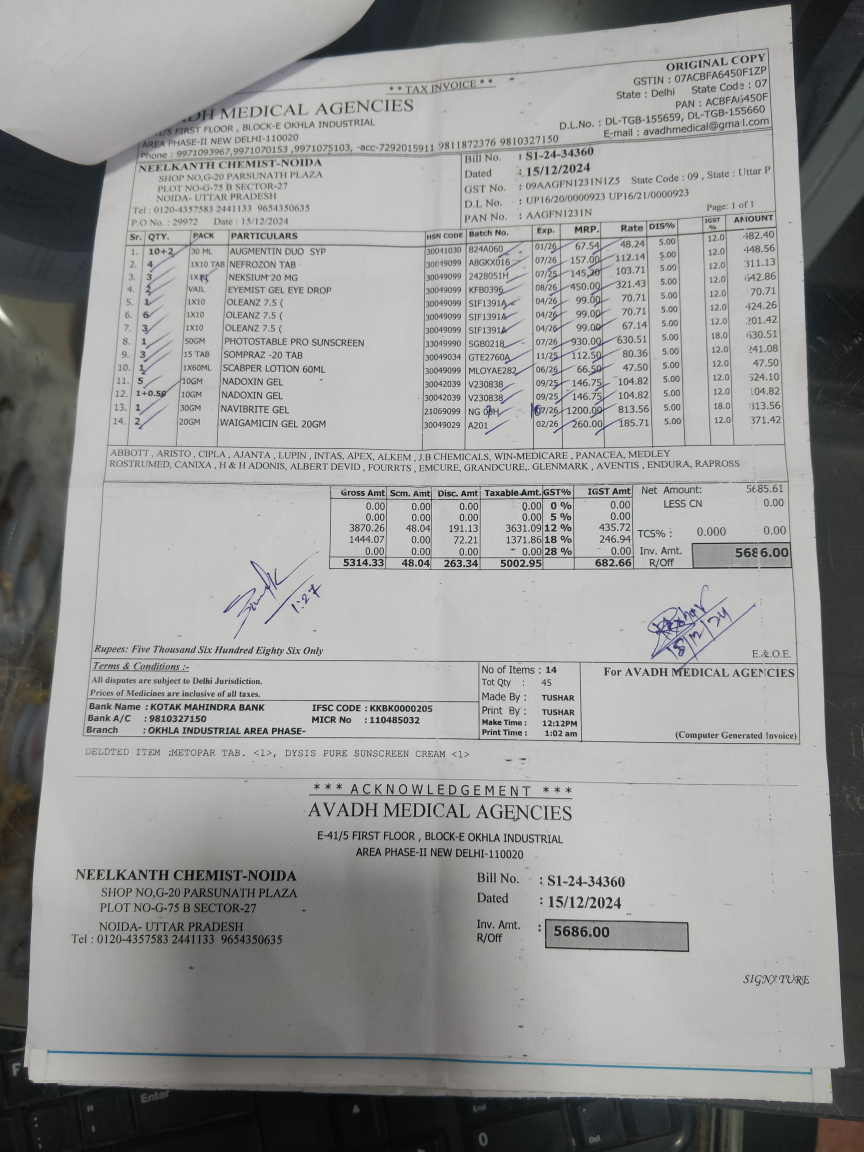 ORIGINAL COPY
* * TAX INVOICE * *
GSTIN : 07ACBFA6450F1ZP
State : Delhi State Code : 07
PAN : ACBFA6450F
MEDICAL AGENCIES
FIRST FLOOR , BLOCK-E OKHLA INDUSTRIAL
AREA PHASE-II NEW DELHI-110020
D.L.No. : DL-TGB-155659, DL-TGB-155660
E-mail : avadhmedical@gmail.com
Phone : 9971093967,9971070153 ,9971075103, -acc-7292015911 9811872376 9810327150
NEELKANTH CHEMIST-NOIDA
SHOP NO,G-20 PARSUNATH PLAZA
PLOT NO-G-75 B SECTOR-27
NOIDA- UTTAR PRADESH
Tel : 0120-4357583 2441133 9654350635
P.O No : 29972 Date : 15/12/2024
Bill No. : S1-24-34360
Dated : 15/12/2024
GST No. : 09AAGFN1231N1Z5 State Code : 09 , State : Uttar P
D.L No. : UP16/20/0000923 UP16/21/0000923
PAN No. : AAGFN1231N
Page: 1 of 1
Sr. QTY. PACK PARTICULARS HSN CODE Batch No. Exp. MRP. Rate DIS% IGST % AMOUNT
1. 10+2 30 ML AUGMENTIN DUO SYP 30041030 824A060 01/26 67.54 48.24 5.00 12.0 482.40
2. 4 1X10 TAB NEFROZON TAB 30049099 A8GKX016 07/25 157.00 112.14 5.00 12.0 448.56
3. 3 NEKSIUM 20 MG 30049099 2428051H 07/25 145.20 103.71 5.00 12.0 311.13
4. 2 VAIL EYEMIST GEL EYE DROP 30049099 KFB0396 08/26 450.00 321.43 5.00 12.0 642.86
5. 1 1X10 OLEANZ 7.5 ( 30049099 SIF1391A 04/26 99.00 70.71 5.00 12.0 70.71
6. 6 1X10 OLEANZ 7.5 ( 30049099 SIF1391A 04/26 99.00 70.71 5.00 12.0 424.26
7. 3 1X10 OLEANZ 7.5 ( 30049099 SIF1391A 04/26 99.00 67.14 5.00 12.0 201.42
8. 1 50GM PHOTOSTABLE PRO SUNSCREEN 33049990 SGB0218 07/26 930.00 630.51 5.00 18.0 630.51
9. 3 15 TAB SOMPRAZ -20 TAB 30049034 GTE2760A 11/25 112.50 80.36 5.00 12.0 241.08
10. 1 1X60ML SCABPER LOTION 60ML 30049099 MLOYAE282 06/26 66.50 47.50 5.00 12.0 47.50
11. 5 10GM NADOXIN GEL 30042039 V230838 09/25 146.75 104.82 5.00 12.0 524.10
12. 1+0.50 10GM NADOXIN GEL 30042039 V230838 09/25 146.75 104.82 5.00 12.0 104.82
13. 1 30GM NAVIBRITE GEL 21069099 NG 07/26 1200.00 813.56 5.00 18.0 813.56
14. 2 20GM WAIGAMICIN GEL 20GM 30049029 A201 02/26 260.00 185.71 5.00 12.0 371.42
ABBOTT , ARISTO , CIPLA , AJANTA , LUPIN , INTAS, APEX, ALKEM , J.B CHEMICALS, WIN-MEDICARE , PANACEA, MEDLEY
ROSTRUMED, CANIXA , H & H ADONIS, ALBERT DEVID , FOURRTS , EMCURE, GRANDCURE,. GLENMARK , AVENTIS , ENDURA, RAPROSS
Gross Amt Scm. Amt Disc. Amt Taxable Amt. GST% IGST Amt
0.00 0.00 0.00 0.00 0 % 0.00
0.00 0.00 0.00 0.00 5 % 0.00
3870.26 48.04 191.13 3631.09 12 % 435.72
1444.07 0.00 72.21 1371.86 18 % 246.94
0.00 0.00 0.00 0.00 28 % 0.00
5314.33 48.04 263.34 5002.95 682.66
Net Amount: 5685.61
LESS CN 0.00
TCS% : 0.000 0.00
Inv. Amt. R/Off 5686.00
1:27
18/12/24
Rupees: Five Thousand Six Hundred Eighty Six Only
E.&.O.E.
Terms & Conditions :-
All disputes are subject to Delhi Jurisdiction.
Prices of Medicines are inclusive of all taxes.
Bank Name : KOTAK MAHINDRA BANK IFSC CODE : KKBK0000205
Bank A/C : 9810327150 MICR No : 110485032
Branch : OKHLA INDUSTRIAL AREA PHASE-
No of Items : 14
Tot Qty : 45
Made By : TUSHAR
Print By : TUSHAR
Make Time : 12:12PM
Print Time : 1:02 am
For AVADH MEDICAL AGENCIES
(Computer Generated Invoice)
DELDTED ITEM :METOPAR TAB. <1>, DYSIS PURE SUNSCREEN CREAM <1>
* * * ACKNOWLEDGEMENT * * *
AVADH MEDICAL AGENCIES
E-41/5 FIRST FLOOR , BLOCK-E OKHLA INDUSTRIAL
AREA PHASE-II NEW DELHI-110020
NEELKANTH CHEMIST-NOIDA
SHOP NO,G-20 PARSUNATH PLAZA
PLOT NO-G-75 B SECTOR-27
NOIDA- UTTAR PRADESH
Tel : 0120-4357583 2441133 9654350635
Bill No. : S1-24-34360
Dated : 15/12/2024
Inv. Amt. R/Off : 5686.00
SIGNATURE
Enter
End
0
Del